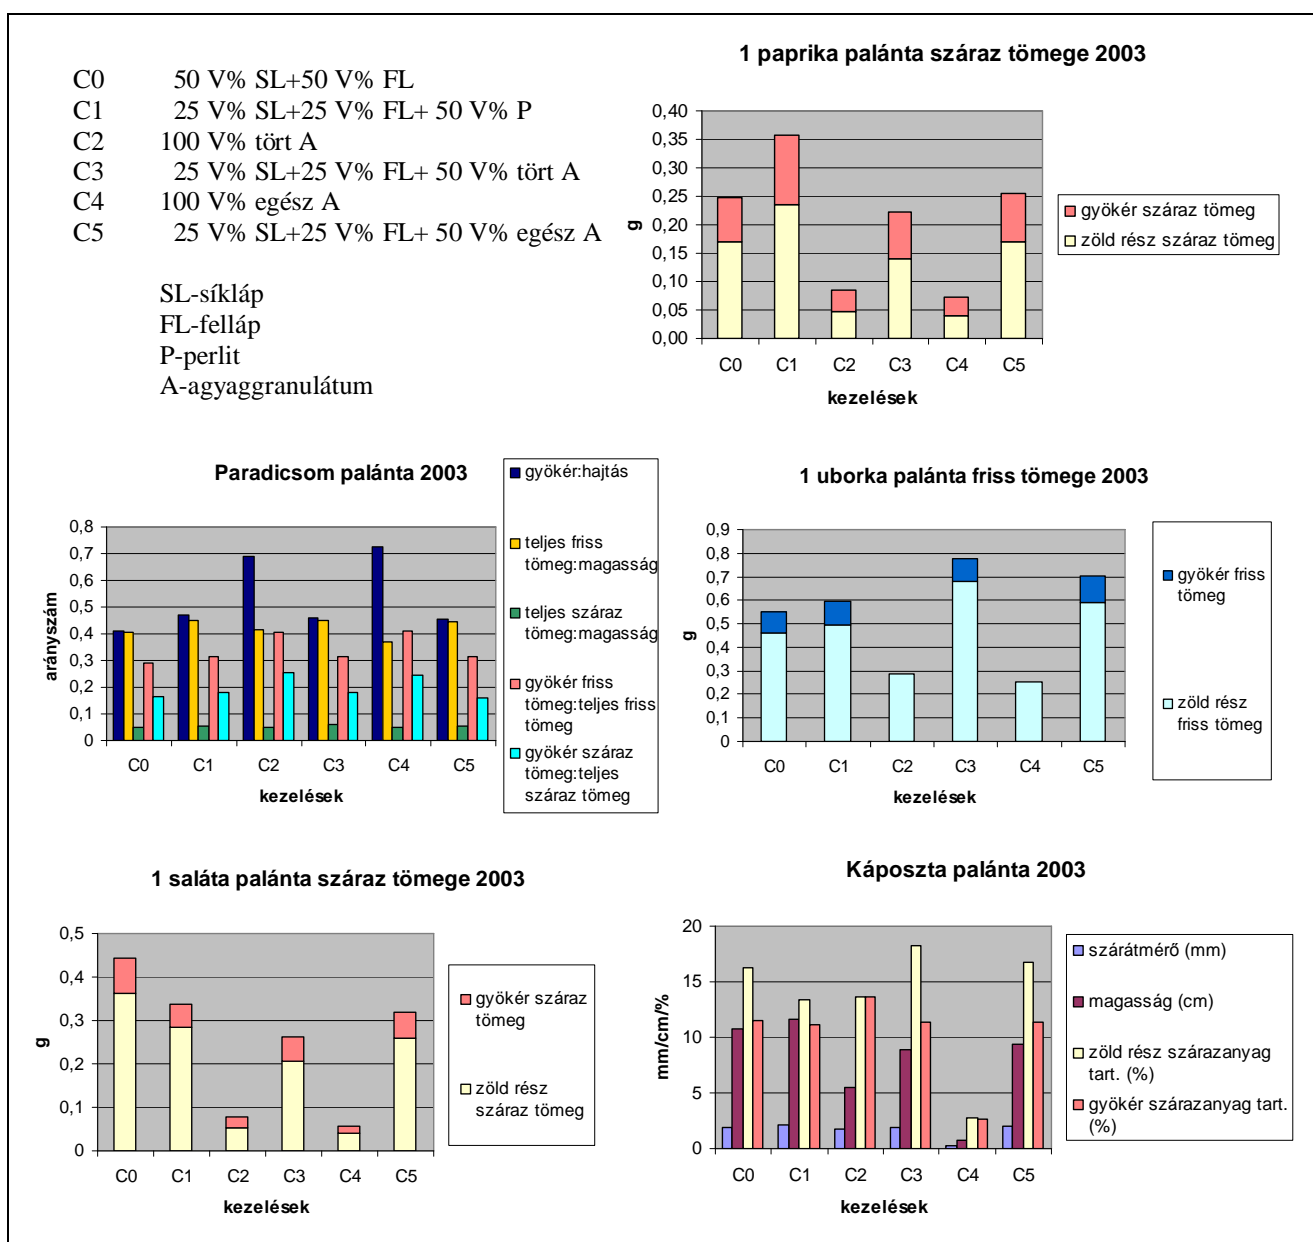 C0 50 V% SL+50 V% FL
C1 25 V% SL+25 V% FL+ 50 V% P
C2 100 V% tört A
C3 25 V% SL+25 V% FL+ 50 V% tört A
C4 100 V% egész A
C5 25 V% SL+25 V% FL+ 50 V% egész A
SL-síkláp
FL-felláp
P-perlit
A-agyaggranulátum
1 paprika palánta száraz tömege 2003
0,40
0,35
0,30
0,25
0,20
0,15
0,10
0,05
0,00
g
C0 C1 C2 C3 C4 C5
kezelések
gyökér száraz tömeg
zöld rész száraz tömeg
Paradicsom palánta 2003
0,8
0,7
0,6
0,5
0,4
0,3
0,2
0,1
0
arányszám
C0 C1 C2 C3 C4 C5
kezelések
gyökér:hajtás
teljes friss
tömeg:magasság
teljes száraz
tömeg:magasság
gyökér friss
tömeg:teljes friss
tömeg
gyökér száraz
tömeg:teljes
száraz tömeg
1 uborka palánta friss tömege 2003
0,9
0,8
0,7
0,6
0,5
0,4
0,3
0,2
0,1
0
g
C0 C1 C2 C3 C4 C5
kezelések
gyökér friss
tömeg
zöld rész
friss tömeg
1 saláta palánta száraz tömege 2003
0,5
0,4
0,3
0,2
0,1
0
g
C0 C1 C2 C3 C4 C5
kezelések
gyökér száraz
tömeg
zöld rész
száraz tömeg
Káposzta palánta 2003
20
15
10
5
0
mm/cm/%
C0 C1 C2 C3 C4 C5
kezelések
szárátmérő (mm)
magasság (cm)
zöld rész szárazanyag
tart. (%)
gyökér szárazanyag tart.
(%)